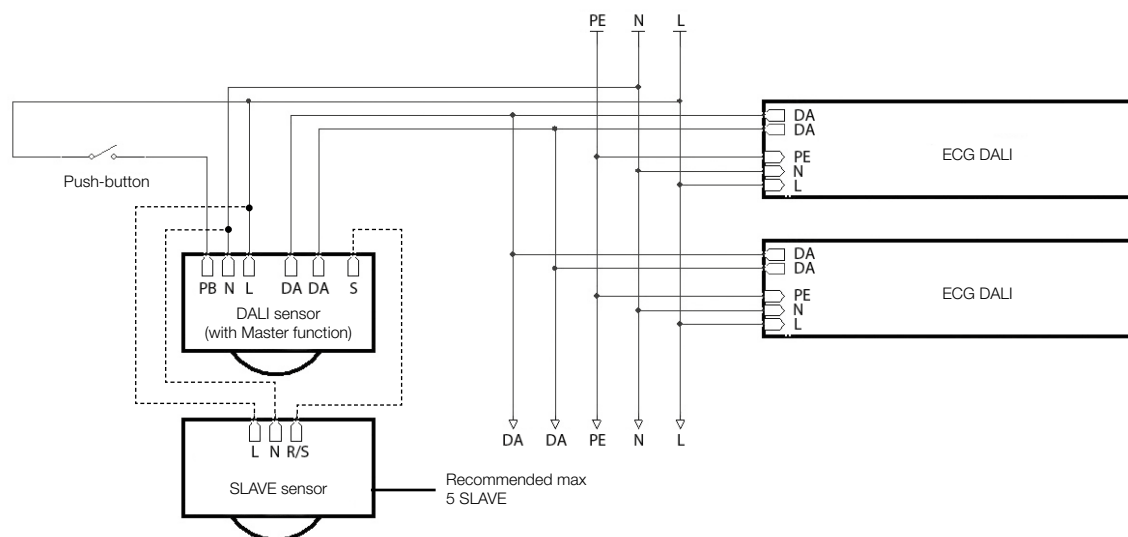 PE N L
DA
DA
PE
N
L
ECG DALI
Push-button
DA
DA
PE
N
L
ECG DALI
PB N L DA DA S
DALI sensor
(with Master function)
DA DA PE N L
L N R/S
SLAVE sensor
Recommended max
5 SLAVE